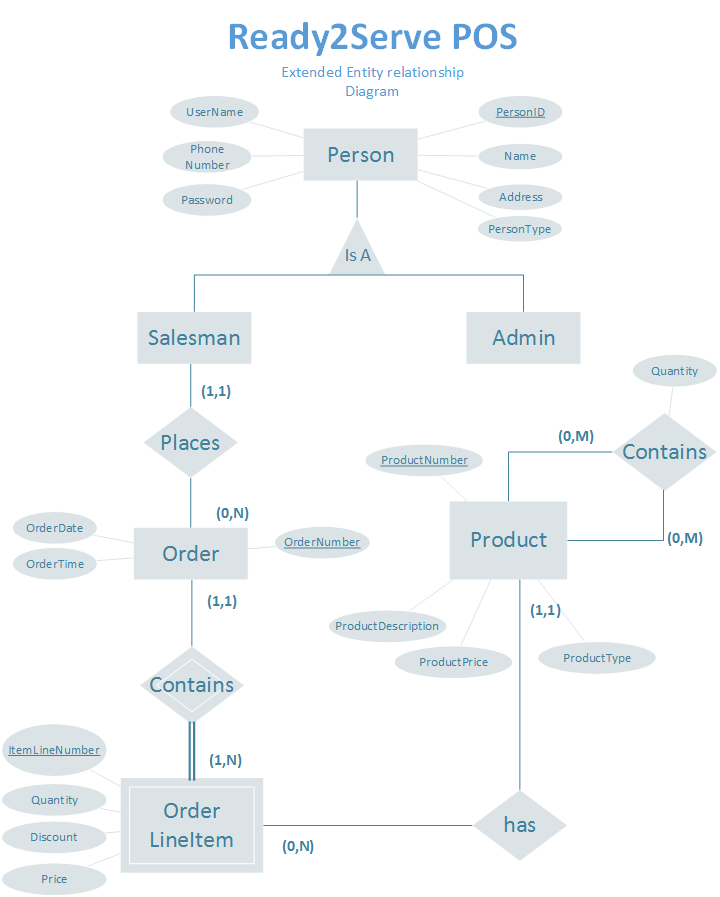 Ready2Serve POS
Extended Entity relationship
Diagram
UserName
PersonID
Phone
Number
Person
Name
Password
Address
PersonType
Is A
Salesman
Admin
Quantity
(1,1)
Places
(0,M)
Contains
ProductNumber
(0,N)
OrderDate
OrderTime
Order
OrderNumber
Product
(0,M)
(1,1)
(1,1)
ProductDescription
ProductPrice
ProductType
Contains
ItemLineNumber
(1,N)
Quantity
Discount
Price
Order
LineItem
(0,N)
has